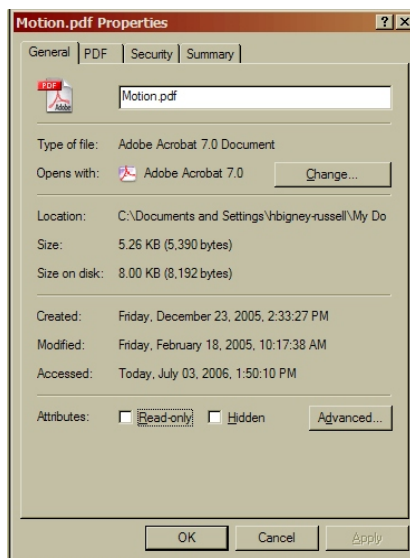 Motion.pdf Properties ? X
General PDF Security Summary
PDF
Adobe
Motion.pdf
Type of file: Adobe Acrobat 7.0 Document
Opens with: Adobe Acrobat 7.0 Change...
Location: C:\Documents and Settings\hbigney-russell\My Do
Size: 5.26 KB (5,390 bytes)
Size on disk: 8.00 KB (8,192 bytes)
Created: Friday, December 23, 2005, 2:33:27 PM
Modified: Friday, February 18, 2005, 10:17:38 AM
Accessed: Today, July 03, 2006, 1:50:10 PM
Attributes: Read-only Hidden Advanced...
OK Cancel Apply